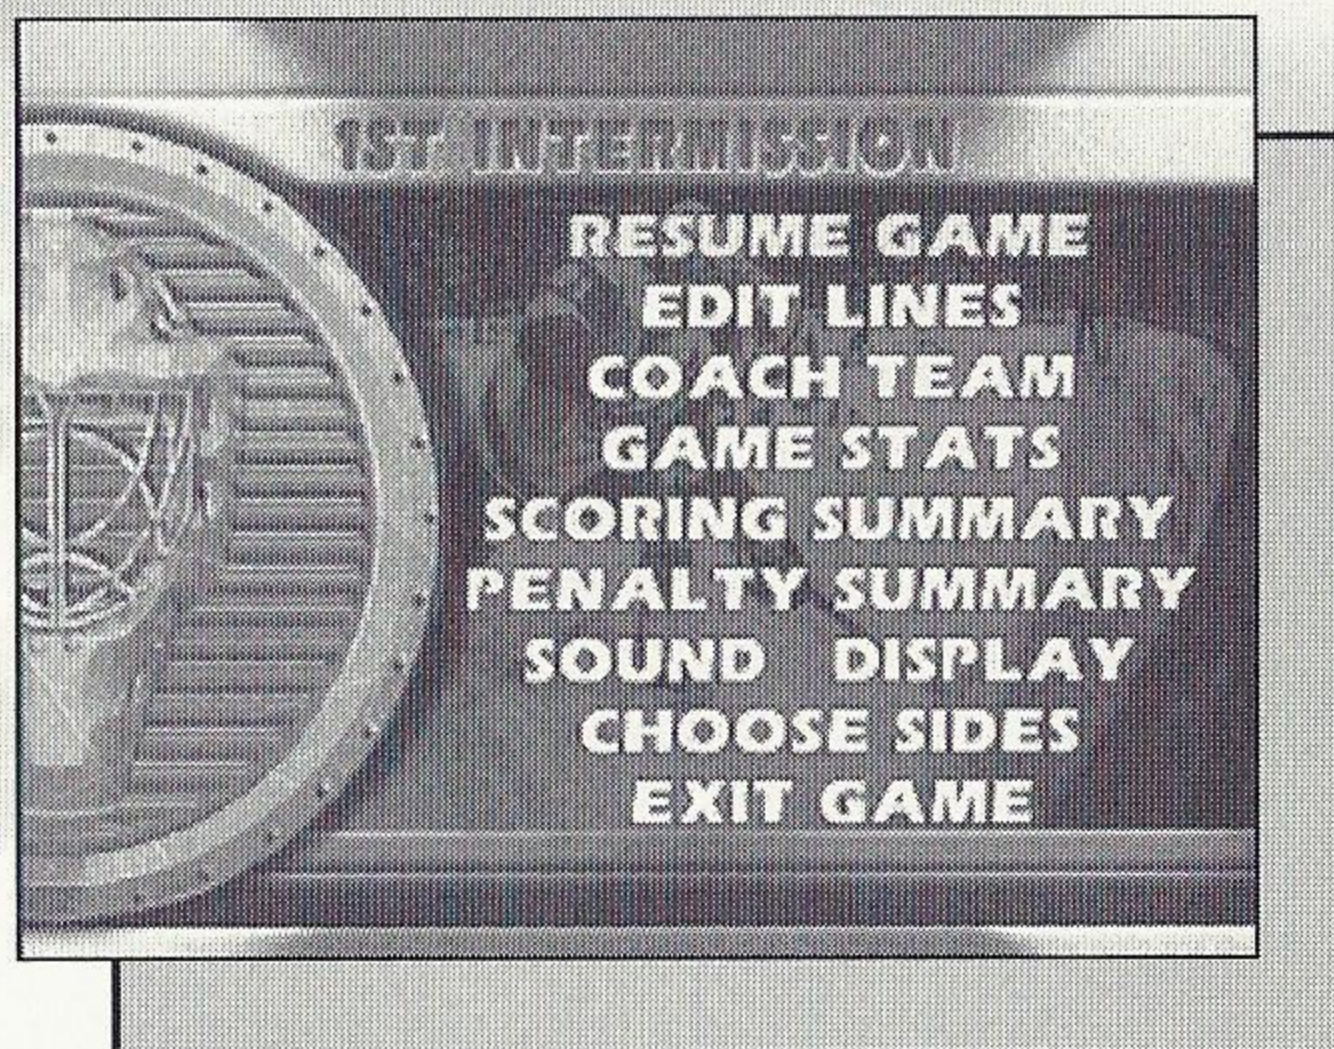 1ST INTERMISSION
RESUME GAME
EDIT LINES
COACH TEAM
GAME STATS
SCORING SUMMARY
PENALTY SUMMARY
SOUND DISPLAY
CHOOSE SIDES
EXIT GAME